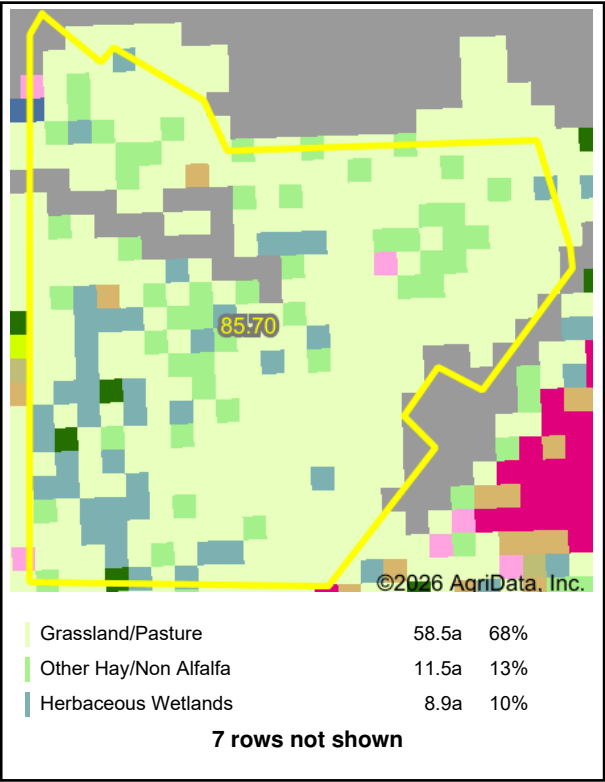 85.70
©2026 AgriData, Inc.
Grassland/Pasture 58.5a 68%
Other Hay/Non Alfalfa 11.5a 13%
Herbaceous Wetlands 8.9a 10%
7 rows not shown